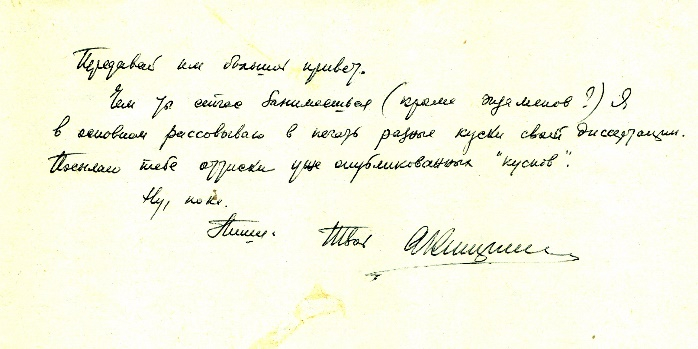 Передавай им большой привет.
Чем ты сейчас занимаешься (кроме экзаменов?) Я
в основном рассовываю в печать разные куски своей диссертации.
Посылаю тебе оттиски уже опубликованных "кусков".
Ну, пока.
Пиши. Твой